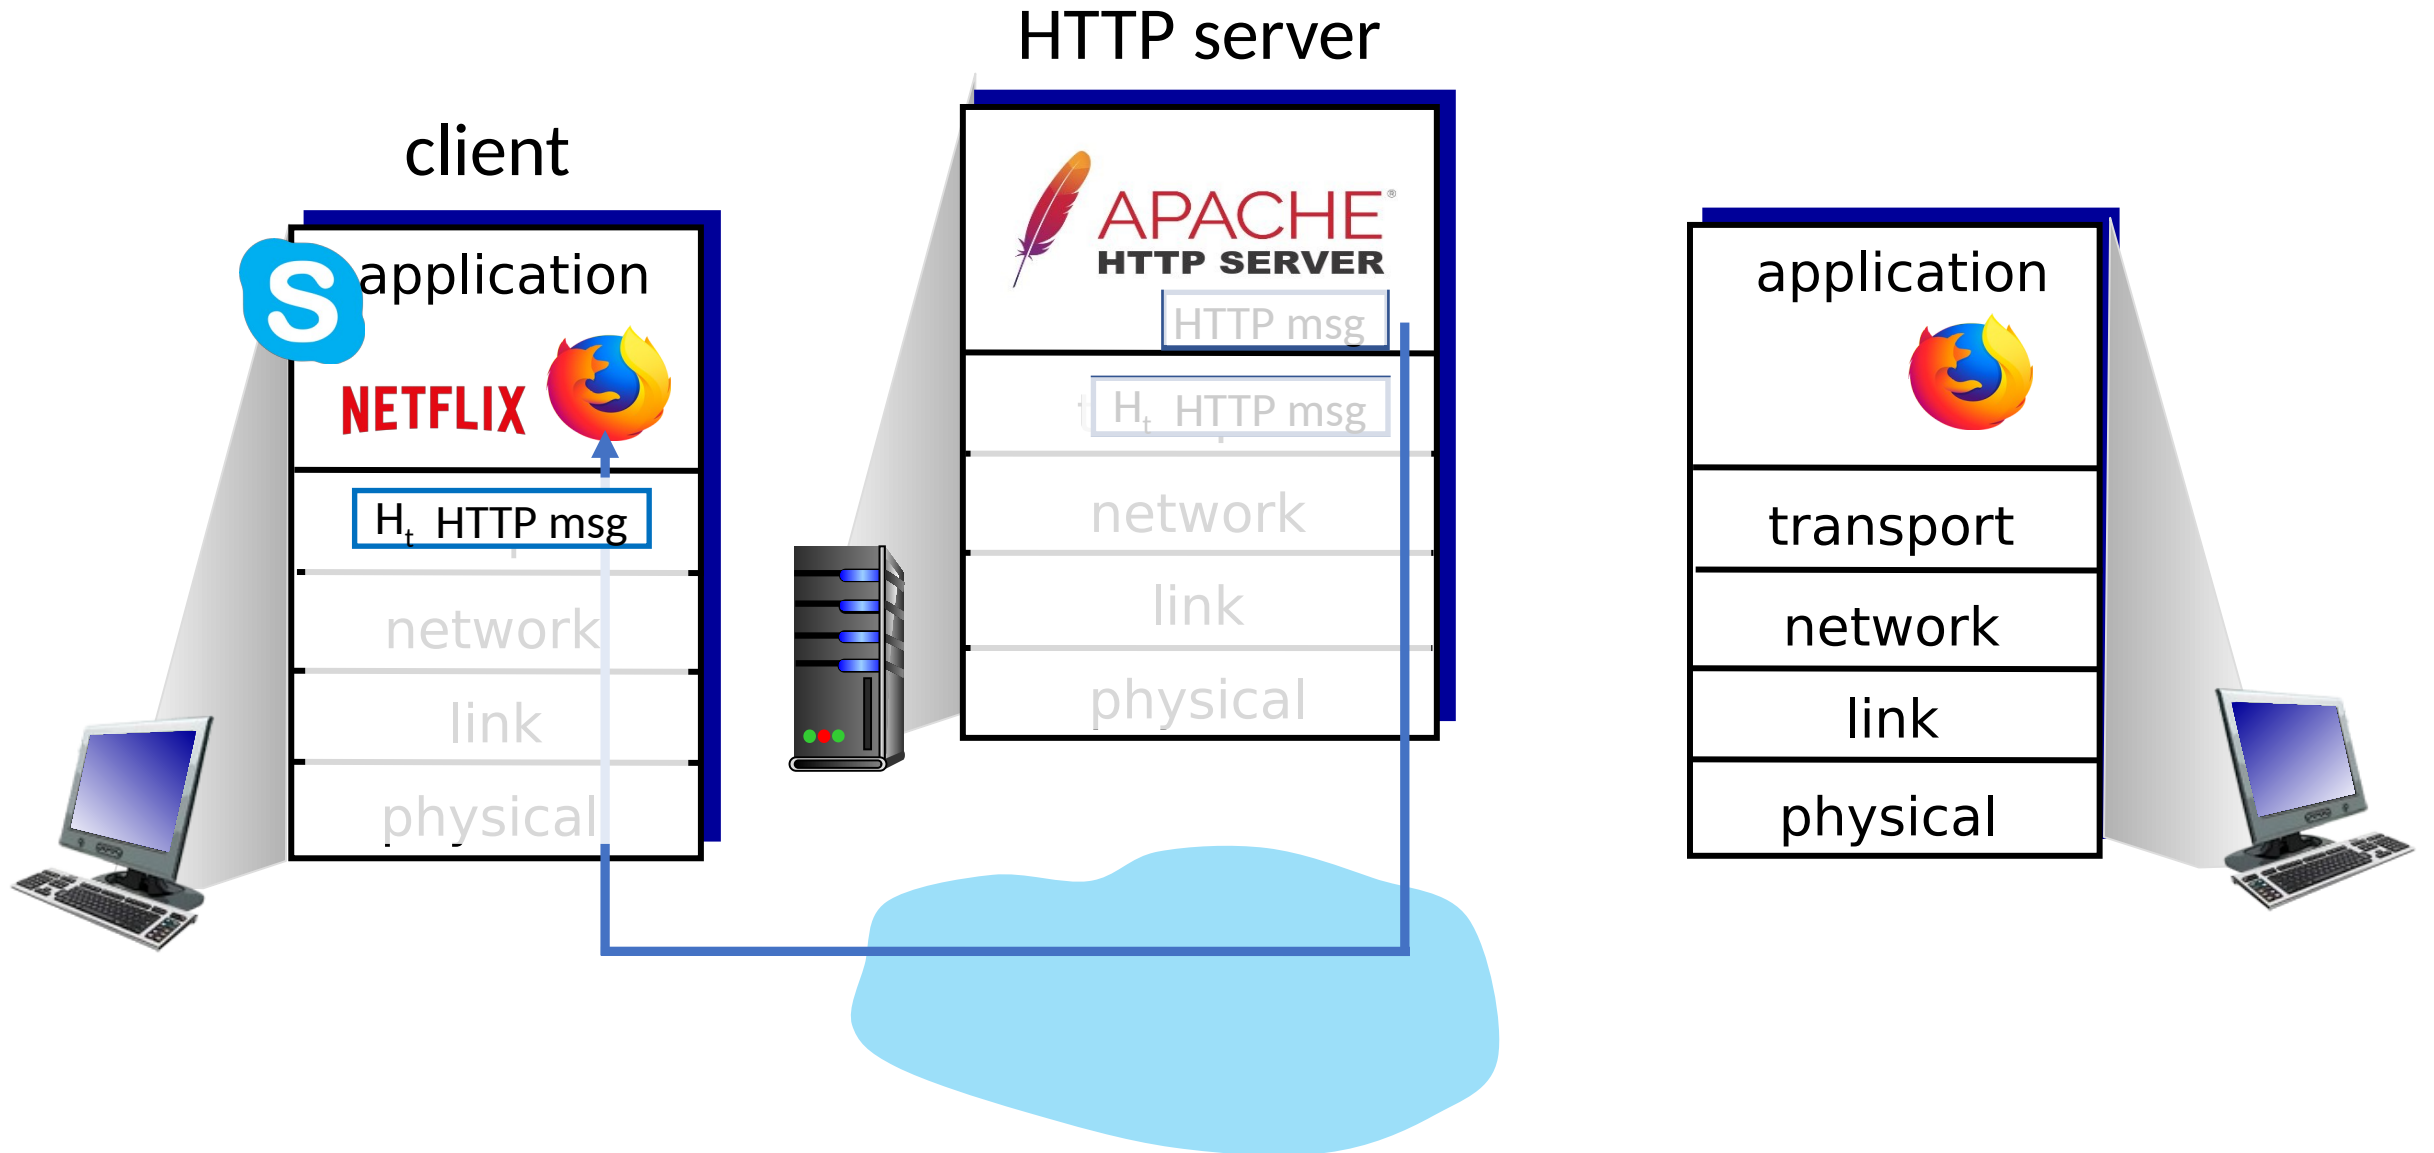 HTTP server
client
APACHE®
HTTP SERVER
HTTP msg
Ht HTTP msg
network
link
physical
S
application
NETFLIX
Ht HTTP msg
network
link
physical
application
transport
network
link
physical